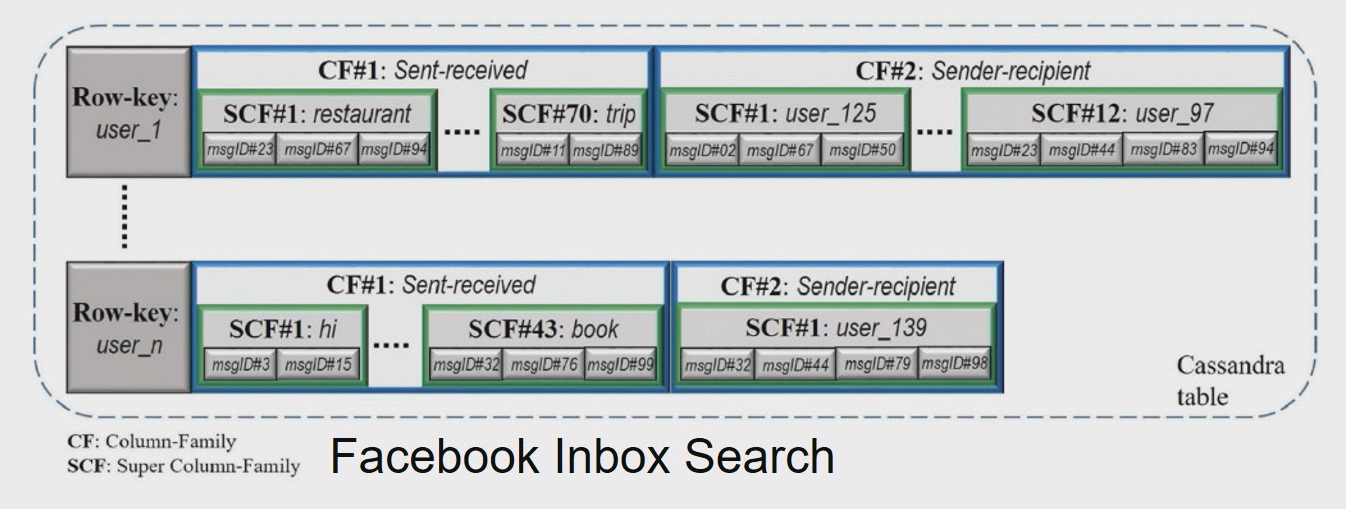 CF#1: Sent-received
CF#2: Sender-recipient
Row-key:
user_1
SCF#1: restaurant
....
SCF#70: trip
SCF#1: user_125
....
SCF#12: user_97
msgID#23 msgID#67 msgID#94
msgID#11 msgID#89
msgID#02 msgID#67 msgID#50
msgID#23 msgID#44 msgID#83 msgID#94
CF#1: Sent-received
CF#2: Sender-recipient
Row-key:
user_n
SCF#1: hi
....
SCF#43: book
SCF#1: user_139
msgID#3 msgID#15
msgID#32 msgID#76 msgID#99
msgID#32 msgID#44 msgID#79 msgID#98
Cassandra
table
CF: Column-Family
SCF: Super Column-Family
Facebook Inbox Search